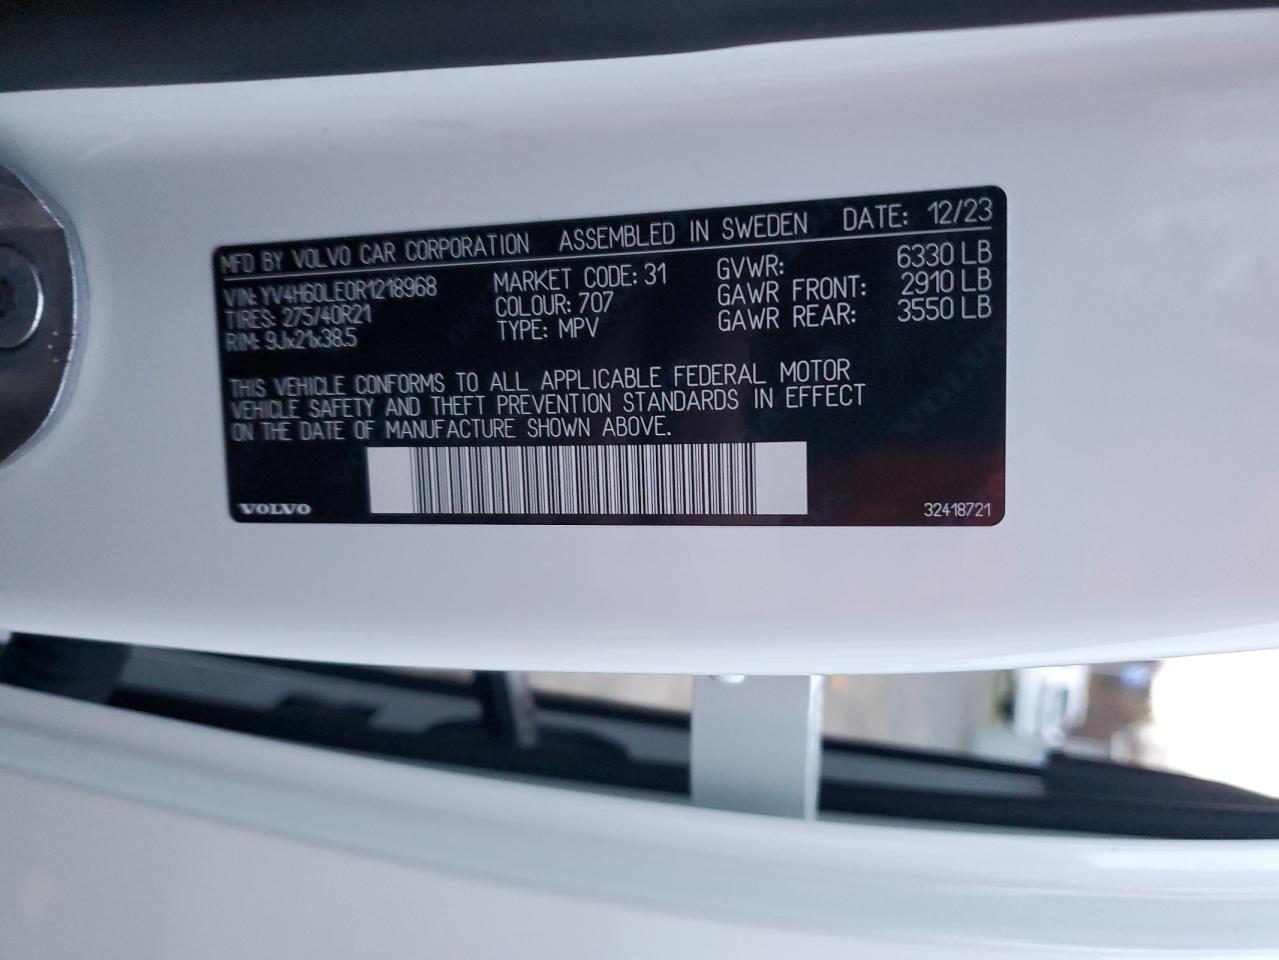 MFD BY VOLVO CAR CORPORATION ASSEMBLED IN SWEDEN DATE: 12/23
VIN: YV4H60LE0R1218968 MARKET CODE: 31 GVWR: 6330 LB
TIRES: 275/40R21 COLOUR: 707 GAWR FRONT: 2910 LB
RIM: 9Jx21x38.5 TYPE: MPV GAWR REAR: 3550 LB
THIS VEHICLE CONFORMS TO ALL APPLICABLE FEDERAL MOTOR
VEHICLE SAFETY AND THEFT PREVENTION STANDARDS IN EFFECT
ON THE DATE OF MANUFACTURE SHOWN ABOVE.
VOLVO 32418721